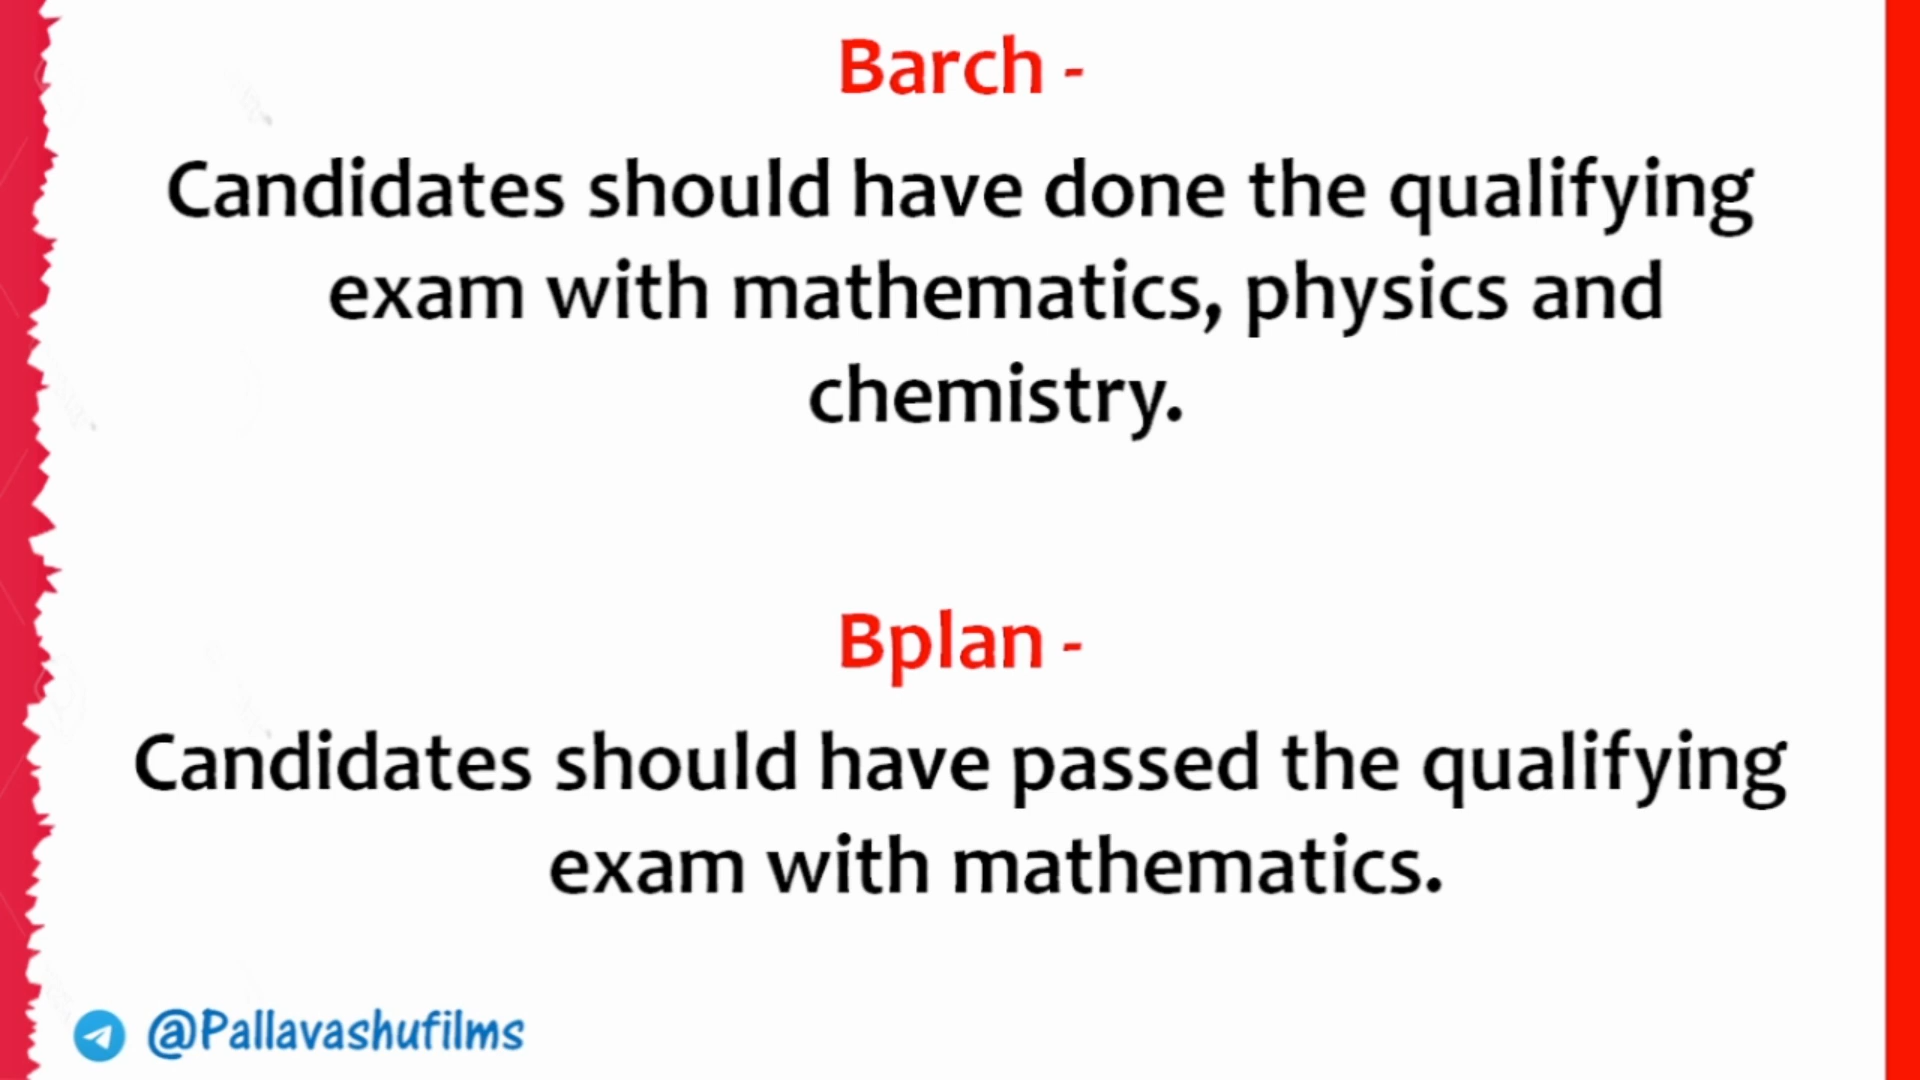 Barch -
Candidates should have done the qualifying
exam with mathematics, physics and
chemistry.
Bplan -
Candidates should have passed the qualifying
exam with mathematics.
@Pallavashufilms